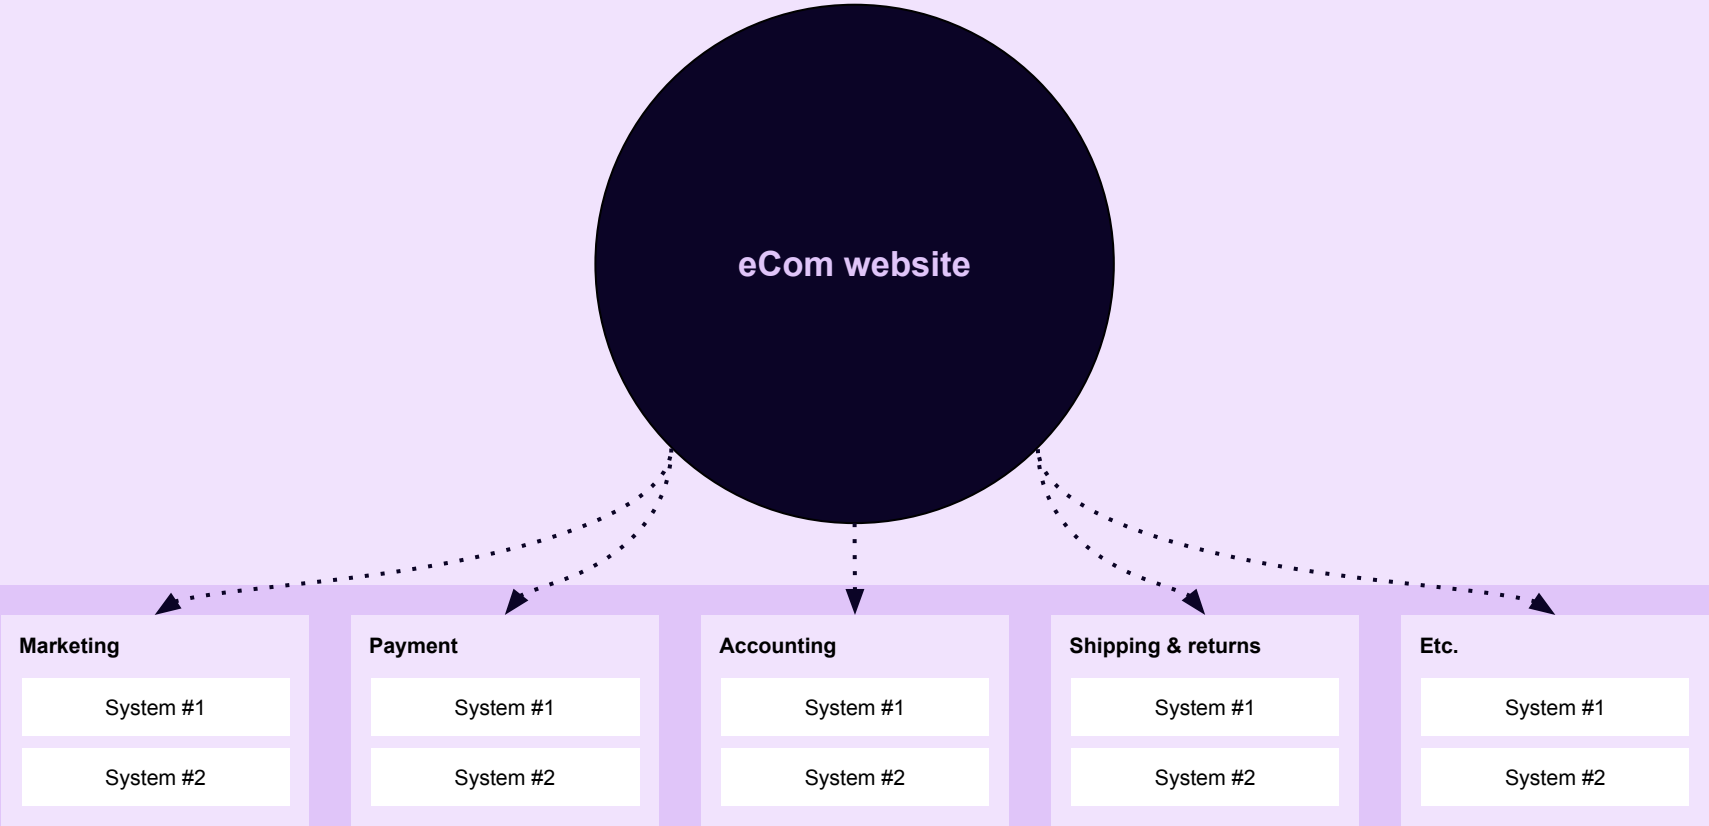 eCom website
Marketing
System #1
System #2
Payment
System #1
System #2
Accounting
System #1
System #2
Shipping & returns
System #1
System #2
Etc.
System #1
System #2